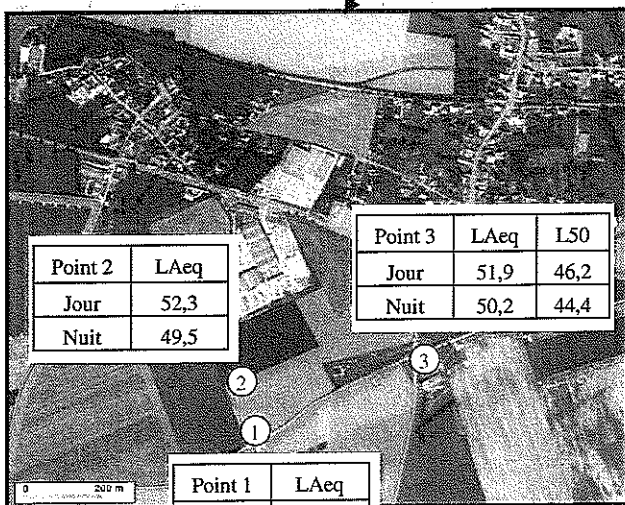 Point 2 LAeq
Jour 52,3
Nuit 49,5
Point 3 LAeq L50
Jour 51,9 46,2
Nuit 50,2 44,4
3
2
1
0 200 m
Point 1 LAeq